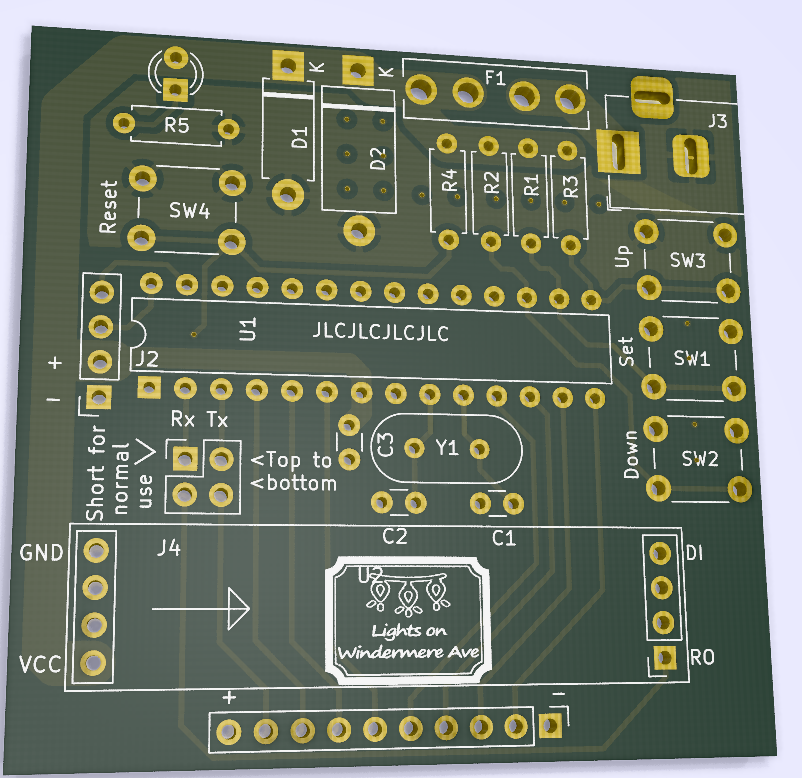 K
K
F1
J3
R5
D1
D2
R4
R2
R1
R3
Reset
SW4
Up
SW3
U1
JLCJLCJLCJLC
J2
+
−
Set
SW1
Rx Tx
Short for
normal
use
<Top to
<bottom
C3
Y1
Down
SW2
C2
C1
GND
J4
U2
DI
Lights on
Windermere Ave
VCC
RO
+
−